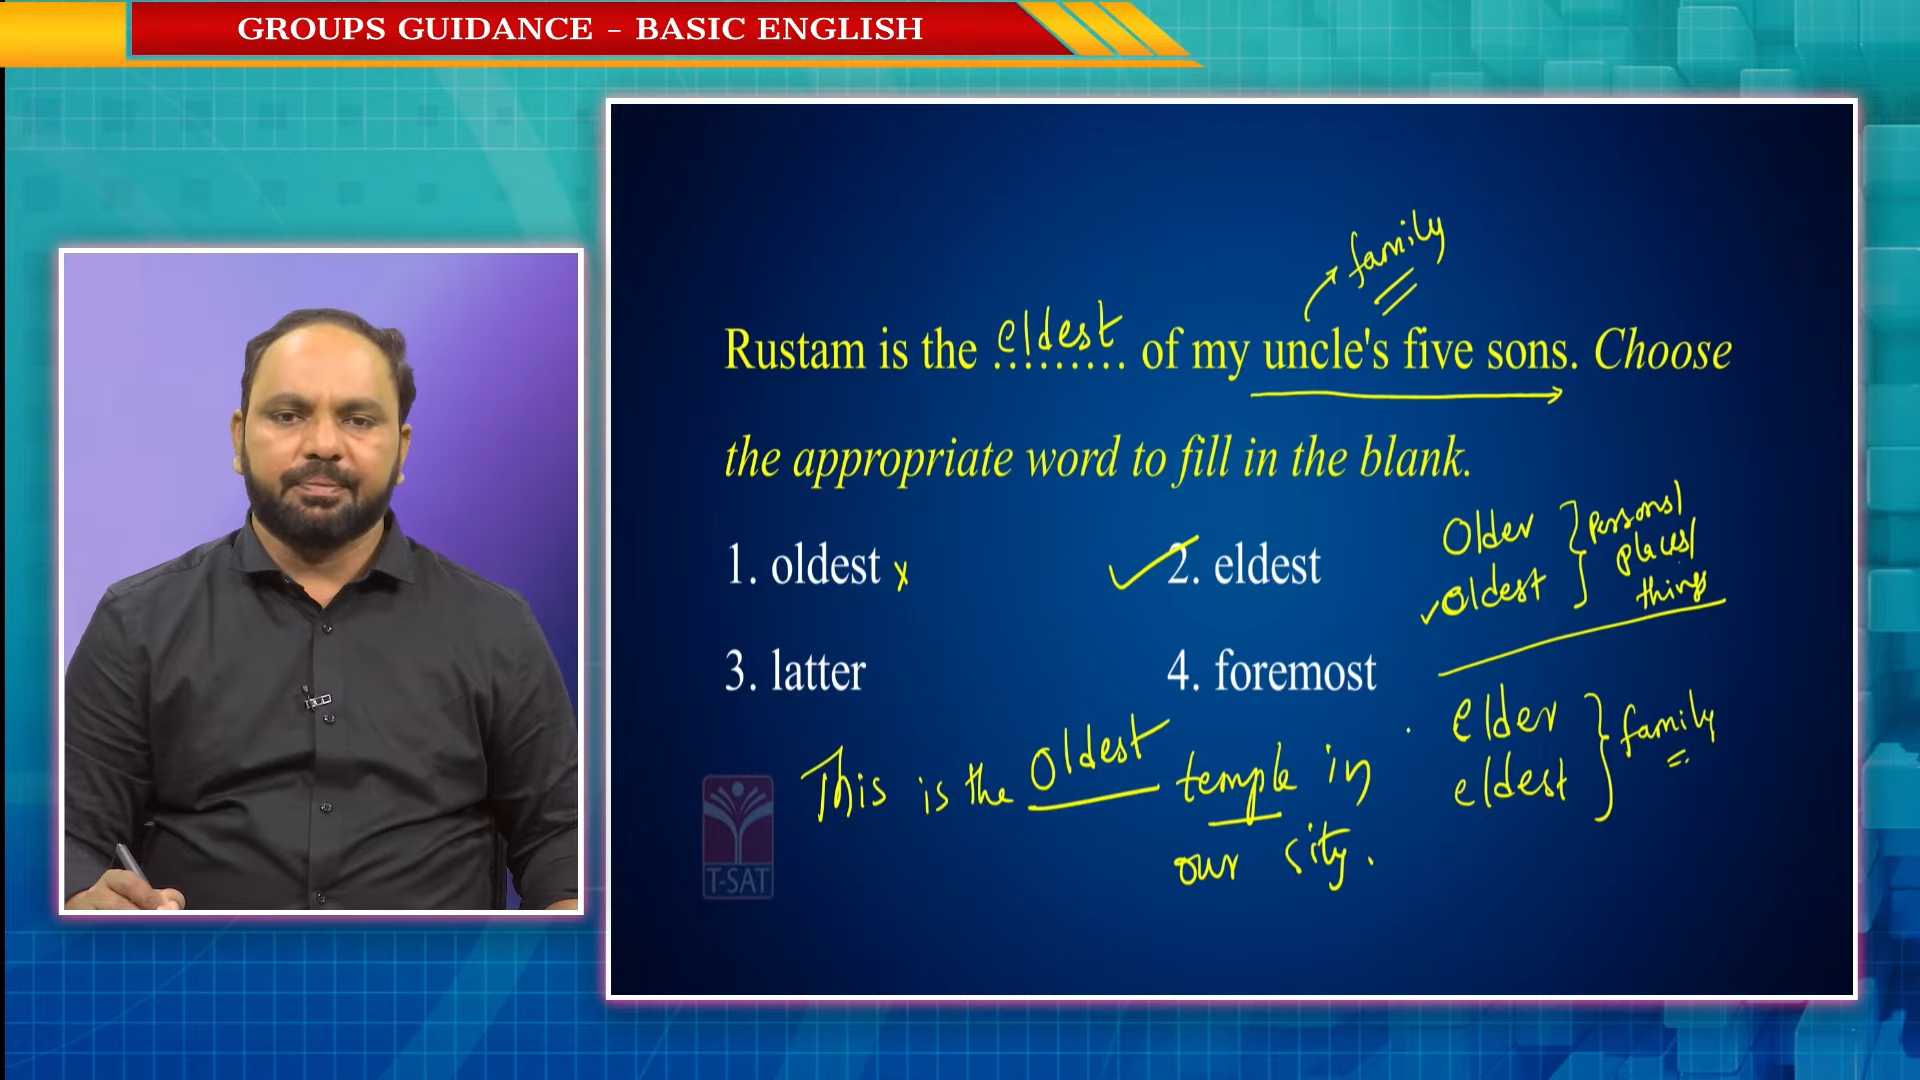 GROUPS GUIDANCE - BASIC ENGLISH
family
Rustam is the eldest ......... of my uncle's five sons. Choose
the appropriate word to fill in the blank.
1. oldest x
2. eldest
3. latter
4. foremost
Older
oldest
persons/
places/
things
elder
eldest
family
This is the oldest temple in
our city.
T-SAT